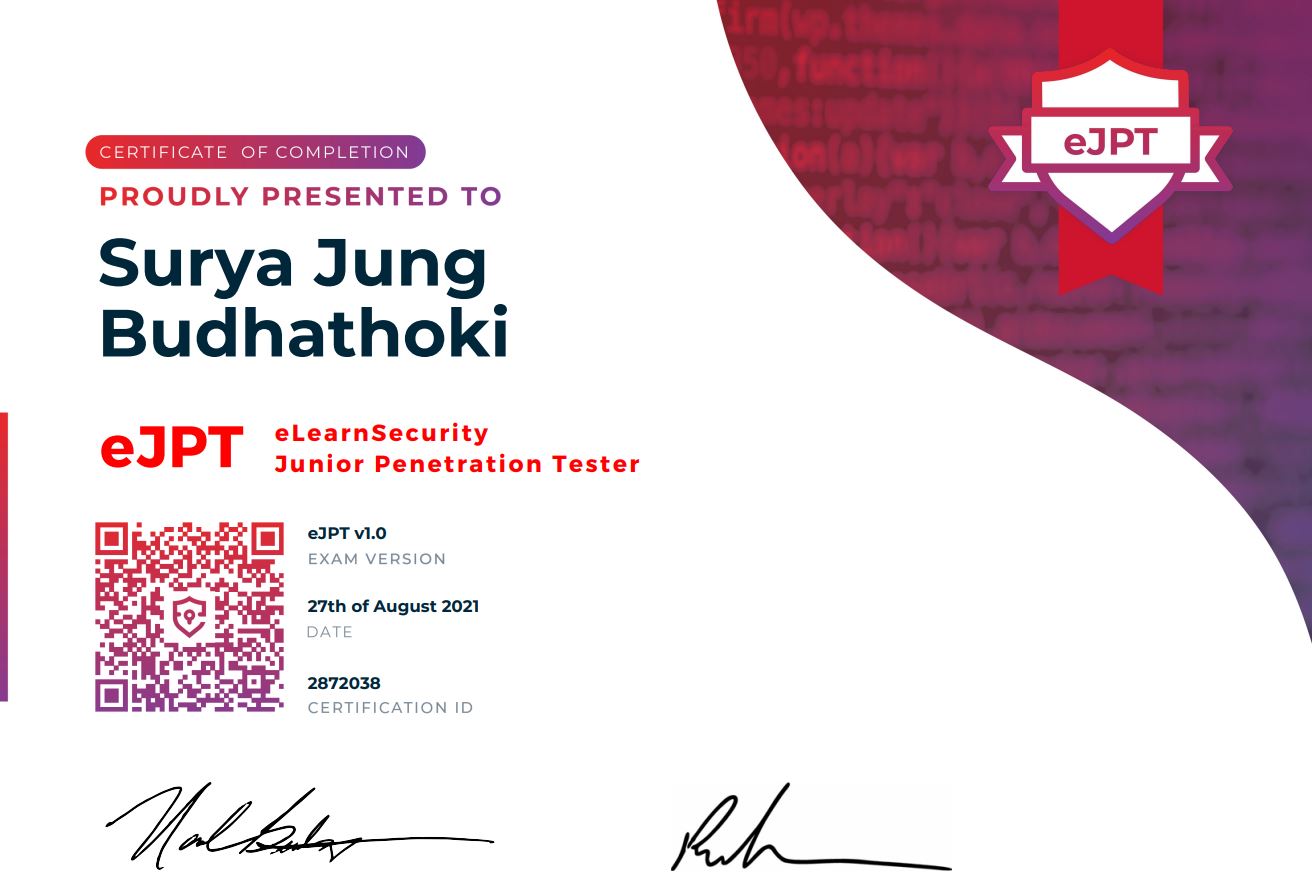 CERTIFICATE OF COMPLETION
PROUDLY PRESENTED TO
Surya Jung
Budhathoki
eJPT
eJPT
eLearnSecurity
Junior Penetration Tester
eJPT v1.0
EXAM VERSION
27th of August 2021
DATE
2872038
CERTIFICATION ID